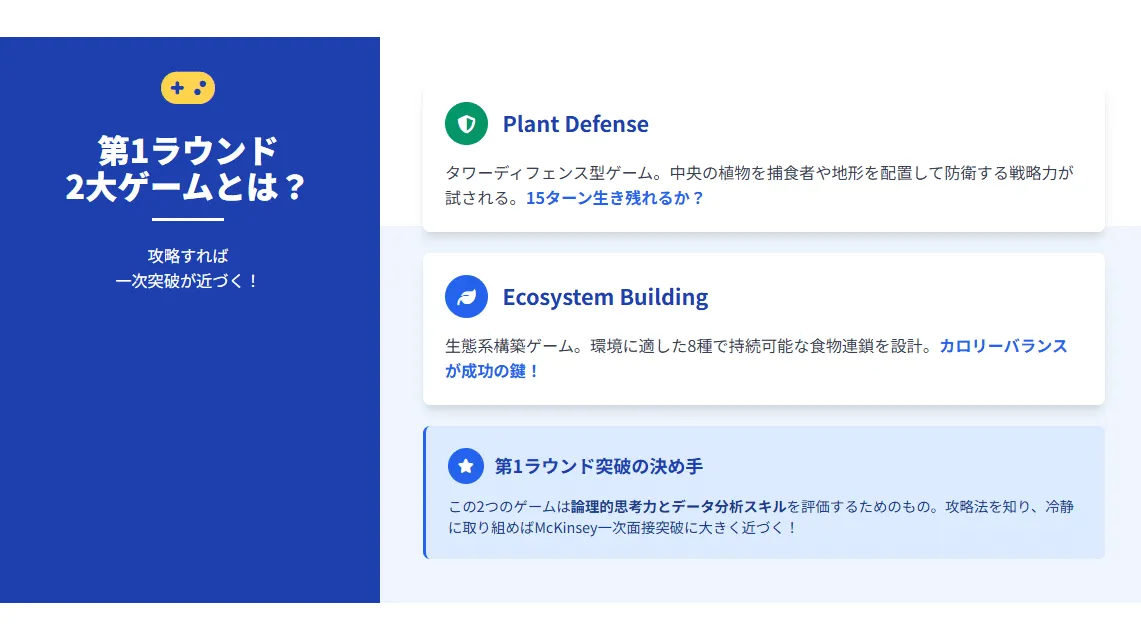 第1ラウンド
2大ゲームとは？
攻略すれば
一次突破が近づく！
Plant Defense
タワーディフェンス型ゲーム。中央の植物を捕食者や地形を配置して防衛する戦略力が
試される。15ターン生き残れるか？
Ecosystem Building
生態系構築ゲーム。環境に適した8種で持続可能な食物連鎖を設計。カロリーバランス
が成功の鍵！
第1ラウンド突破の決め手
この2つのゲームは論理的思考力とデータ分析スキルを評価するためのもの。攻略法を知り、冷静
に取り組めばMcKinsey一次面接突破に大きく近づく！